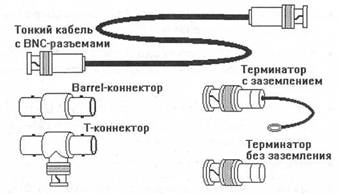 Тонкий кабель
с BNC-разъемами
Barrel-коннектор
Т-коннектор
Терминатор
с заземлением
Терминатор
без заземления